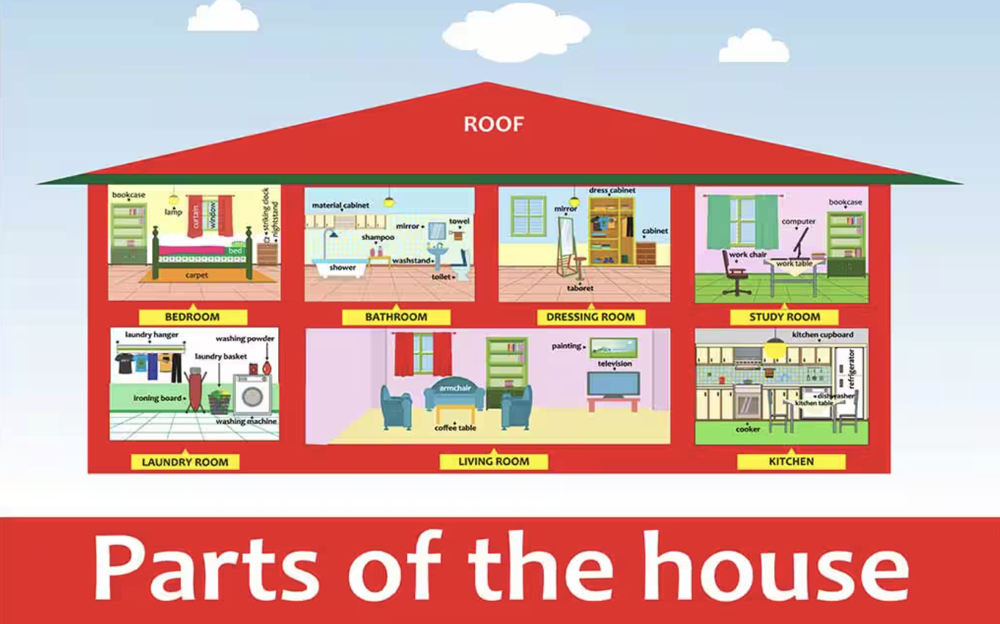 ROOF
bookcase
lamp
curtain
window
striking clock
nightstand
bed
carpet
BEDROOM
material cabinet
mirror
towel
shampoo
washstand
shower
toilet
BATHROOM
dress cabinet
mirror
cabinet
taboret
DRESSING ROOM
bookcase
computer
work chair
work table
STUDY ROOM
laundry hanger
washing powder
laundry basket
ironing board
washing machine
LAUNDRY ROOM
painting
television
armchair
coffee table
LIVING ROOM
kitchen cupboard
refrigerator
dishwasher
kitchen table
cooker
KITCHEN
Parts of the house